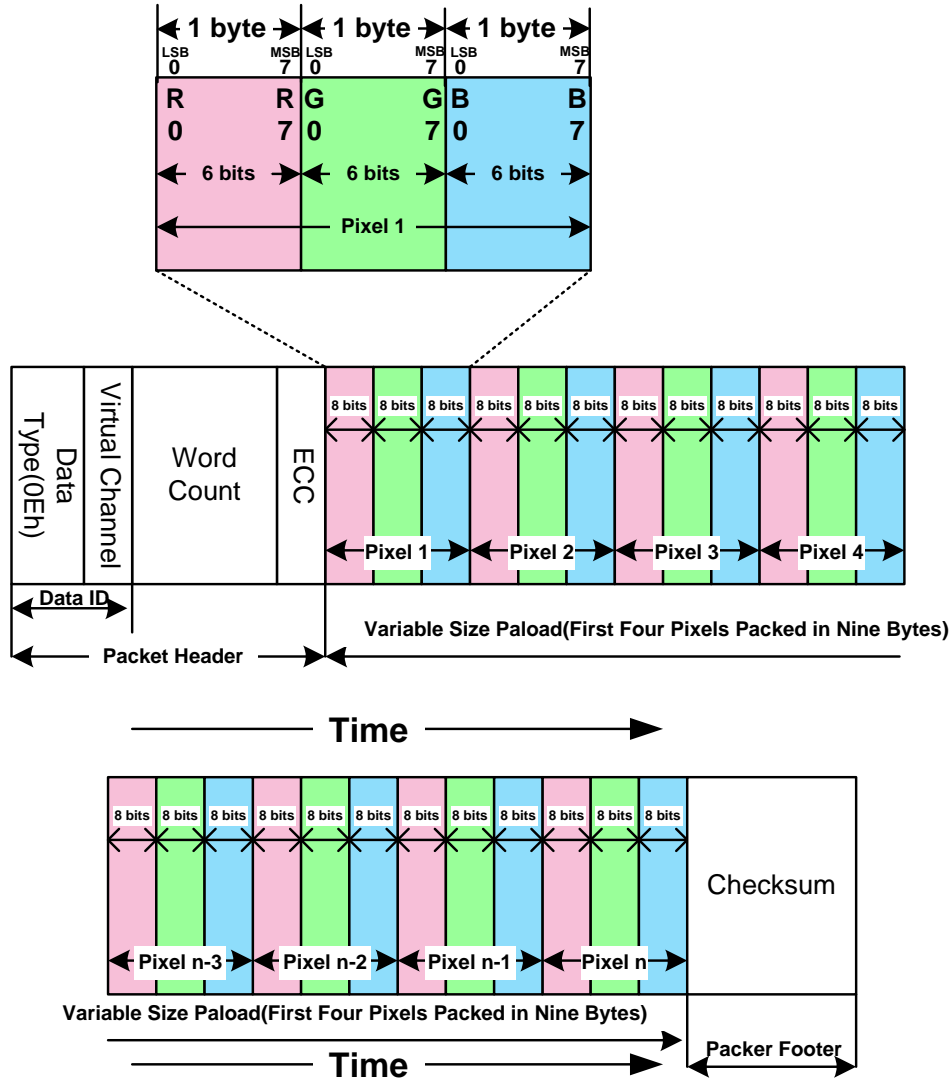 1 byte 1 byte 1 byte
LSB MSB LSB MSB LSB MSB
0 7 0 7 0 7
R R G G B B
0 7 0 7 0 7
6 bits 6 bits 6 bits
Pixel 1
Data Type(0Eh)
Virtual Channel
Word Count
ECC
8 bits 8 bits 8 bits 8 bits 8 bits 8 bits 8 bits 8 bits 8 bits 8 bits 8 bits 8 bits
Pixel 1 Pixel 2 Pixel 3 Pixel 4
Data ID
Variable Size Paload(First Four Pixels Packed in Nine Bytes)
Packet Header
Time
8 bits 8 bits 8 bits 8 bits 8 bits 8 bits 8 bits 8 bits 8 bits 8 bits 8 bits 8 bits
Checksum
Pixel n-3 Pixel n-2 Pixel n-1 Pixel n
Variable Size Paload(First Four Pixels Packed in Nine Bytes)
Packer Footer
Time